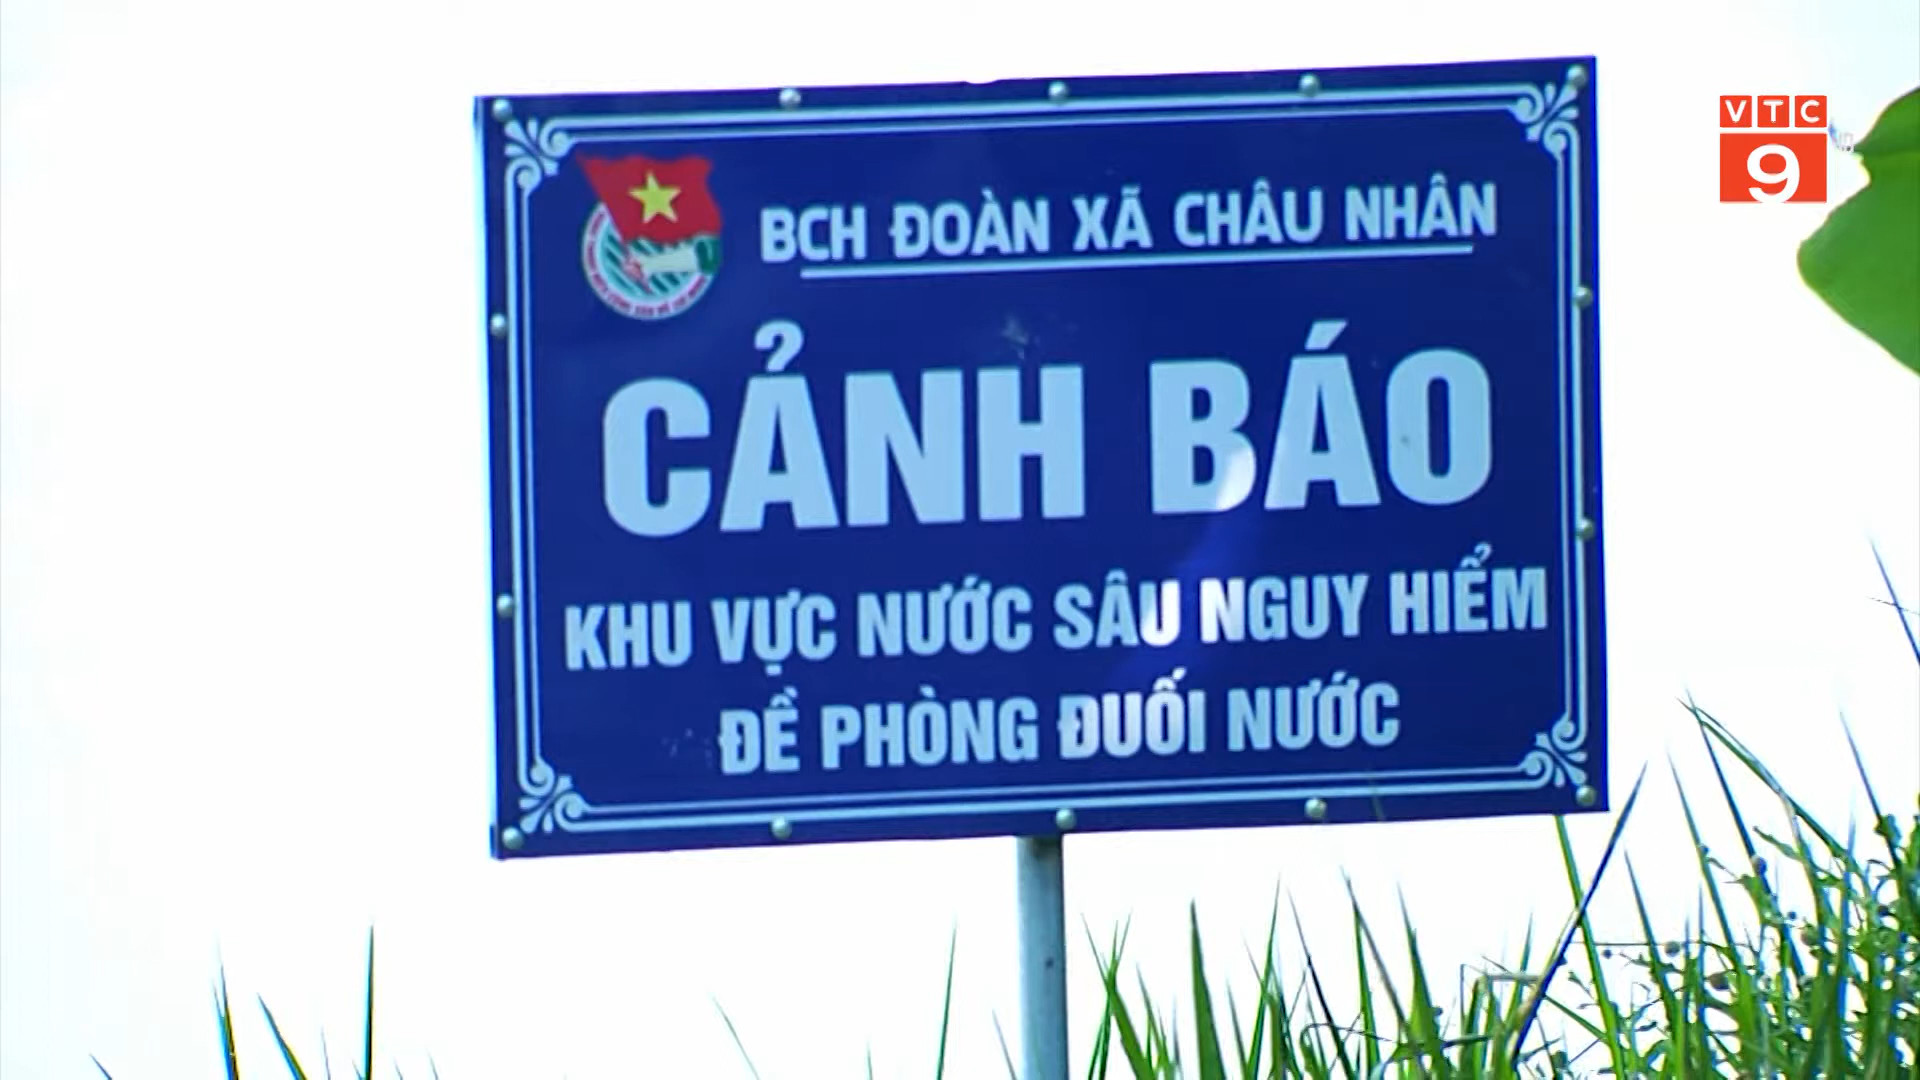 VTC
9
BCH ĐOÀN XÃ CHÂU NHÂN
CẢNH BÁO
KHU VỰC NƯỚC SÂU NGUY HIỂM
ĐỀ PHÒNG ĐUỐI NƯỚC